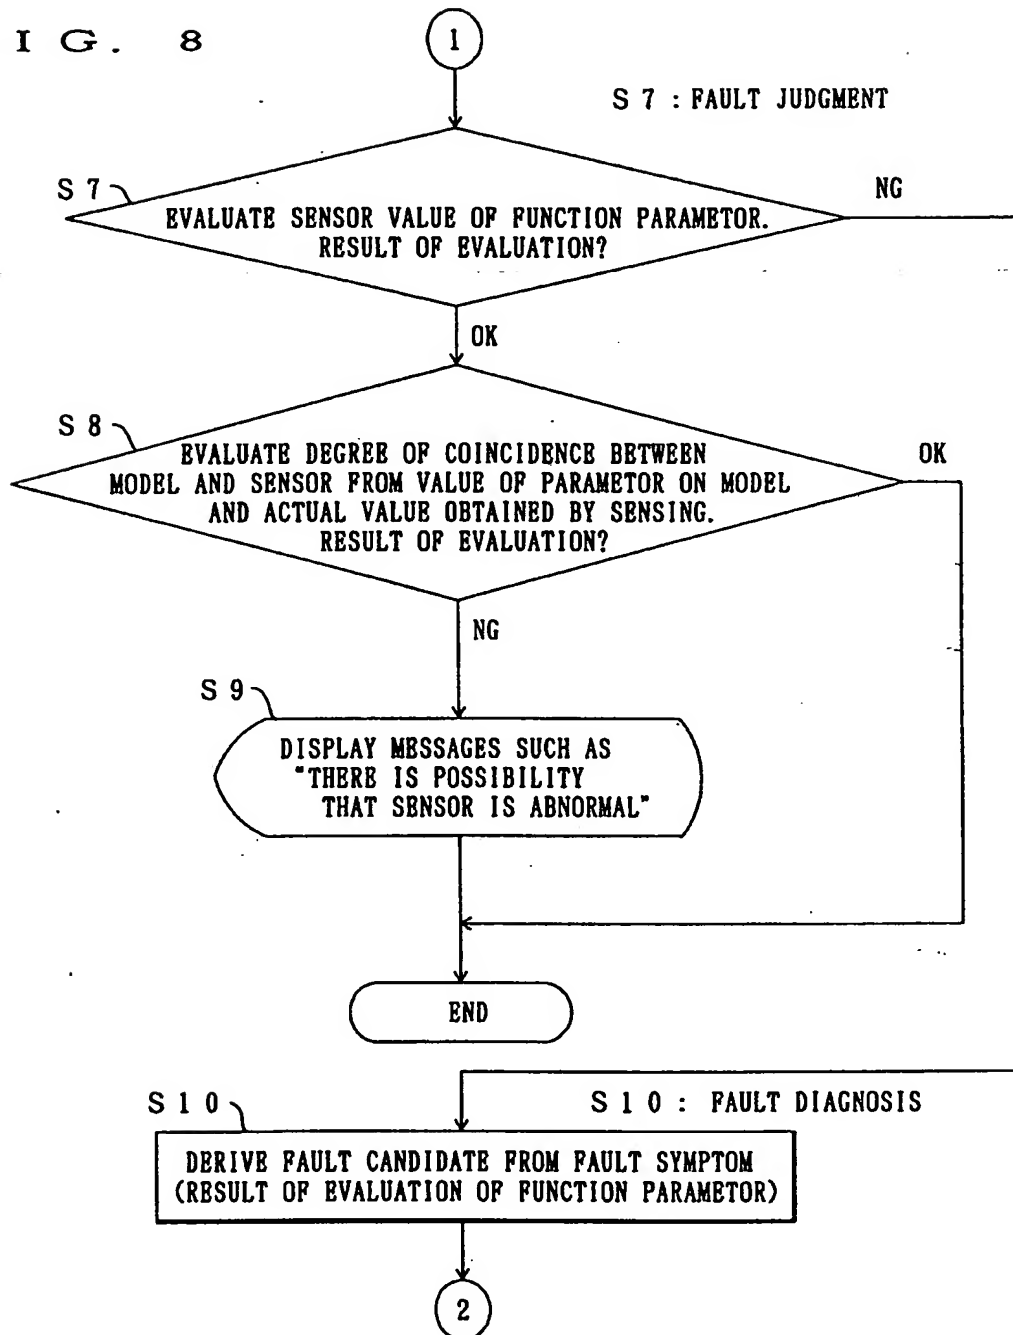 I G. 8
1
S 7 : FAULT JUDGMENT
S 7
NG
EVALUATE SENSOR VALUE OF FUNCTION PARAMETOR.
RESULT OF EVALUATION?
OK
S 8
EVALUATE DEGREE OF COINCIDENCE BETWEEN
MODEL AND SENSOR FROM VALUE OF PARAMETOR ON MODEL
AND ACTUAL VALUE OBTAINED BY SENSING.
RESULT OF EVALUATION?
OK
NG
S 9
DISPLAY MESSAGES SUCH AS
"THERE IS POSSIBILITY
THAT SENSOR IS ABNORMAL"
END
S 1 0
S 1 0 : FAULT DIAGNOSIS
DERIVE FAULT CANDIDATE FROM FAULT SYMPTOM
(RESULT OF EVALUATION OF FUNCTION PARAMETOR)
2